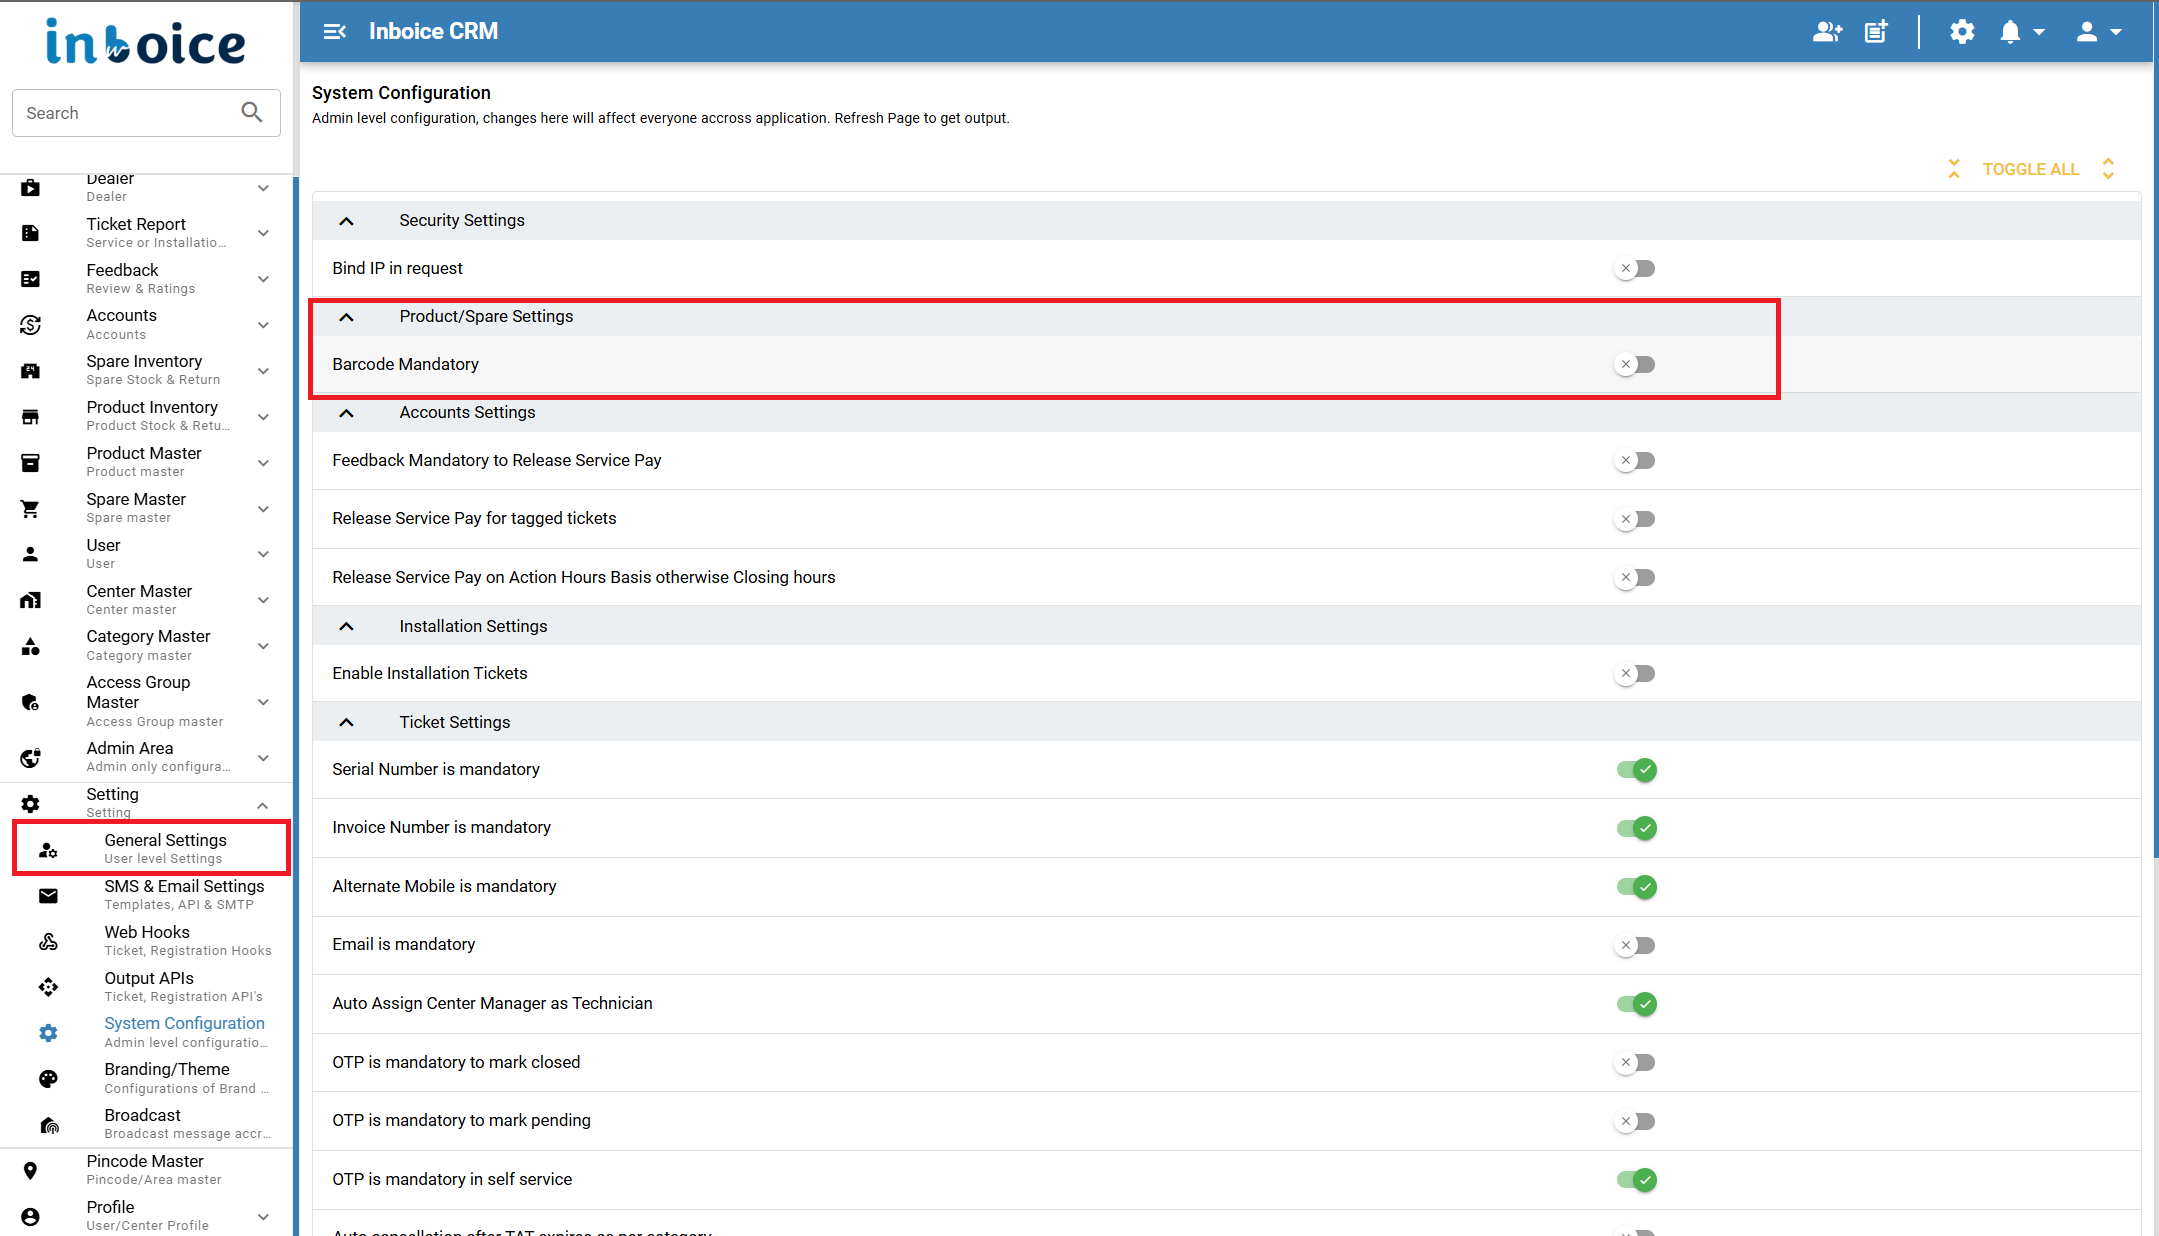 inboice
Search
Dealer
Dealer
Ticket Report
Service or Installatio...
Feedback
Review & Ratings
Accounts
Accounts
Spare Inventory
Spare Stock & Return
Product Inventory
Product Stock & Retu...
Product Master
Product master
Spare Master
Spare master
User
User
Center Master
Center master
Category Master
Category master
Access Group
Master
Access Group master
Admin Area
Admin only configura...
Setting
Setting
General Settings
User level Settings
SMS & Email Settings
Templates, API & SMTP
Web Hooks
Ticket, Registration Hooks
Output APIs
Ticket, Registration API's
System Configuration
Admin level configuratio...
Branding/Theme
Configurations of Brand ...
Broadcast
Broadcast message accr...
Pincode Master
Pincode/Area master
Profile
User/Center Profile
Inboice CRM
System Configuration
Admin level configuration, changes here will affect everyone accross application. Refresh Page to get output.
TOGGLE ALL
Security Settings
Bind IP in request
Product/Spare Settings
Barcode Mandatory
Accounts Settings
Feedback Mandatory to Release Service Pay
Release Service Pay for tagged tickets
Release Service Pay on Action Hours Basis otherwise Closing hours
Installation Settings
Enable Installation Tickets
Ticket Settings
Serial Number is mandatory
Invoice Number is mandatory
Alternate Mobile is mandatory
Email is mandatory
Auto Assign Center Manager as Technician
OTP is mandatory to mark closed
OTP is mandatory to mark pending
OTP is mandatory in self service
Auto cancellation after TAT expires as per category